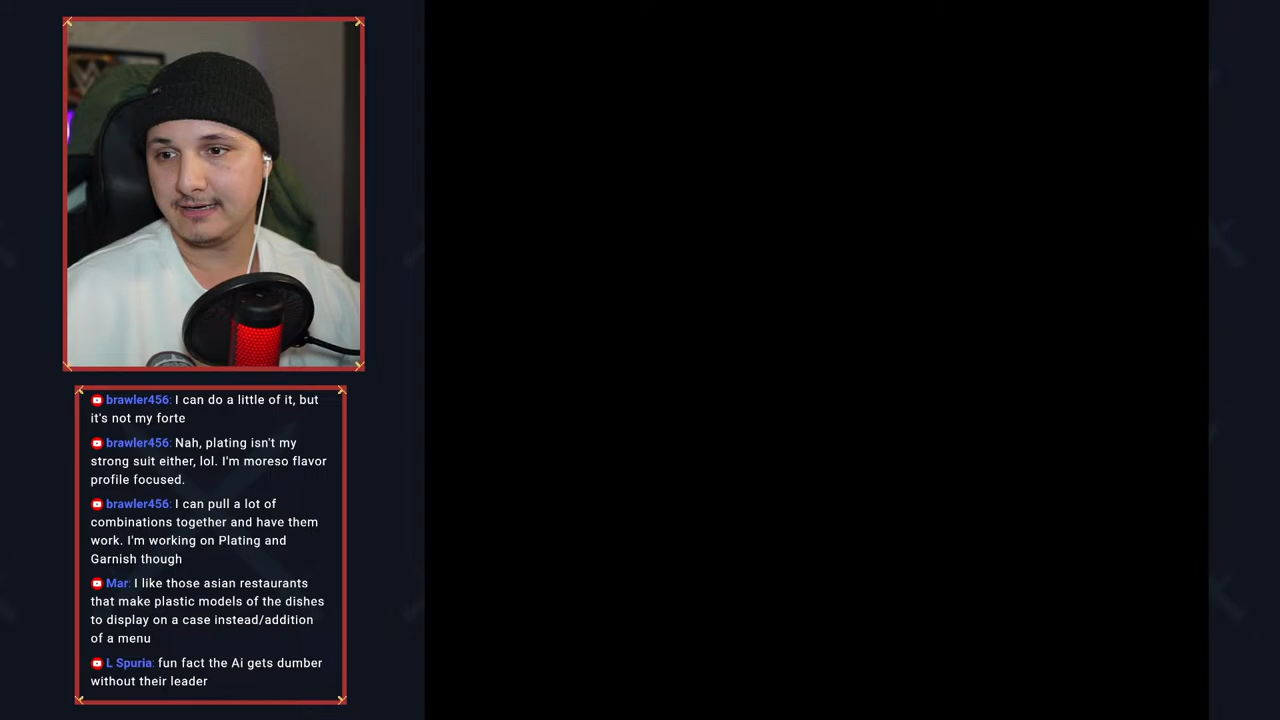 brawler456: I can do a little of it, but
it's not my forte
brawler456: Nah, plating isn't my
strong suit either, lol. I'm moreso flavor
profile focused.
brawler456: I can pull a lot of
combinations together and have them
work. I'm working on Plating and
Garnish though
Mar: I like those asian restaurants
that make plastic models of the dishes
to display on a case instead/addition
of a menu
L Spuria: fun fact the Ai gets dumber
without their leader